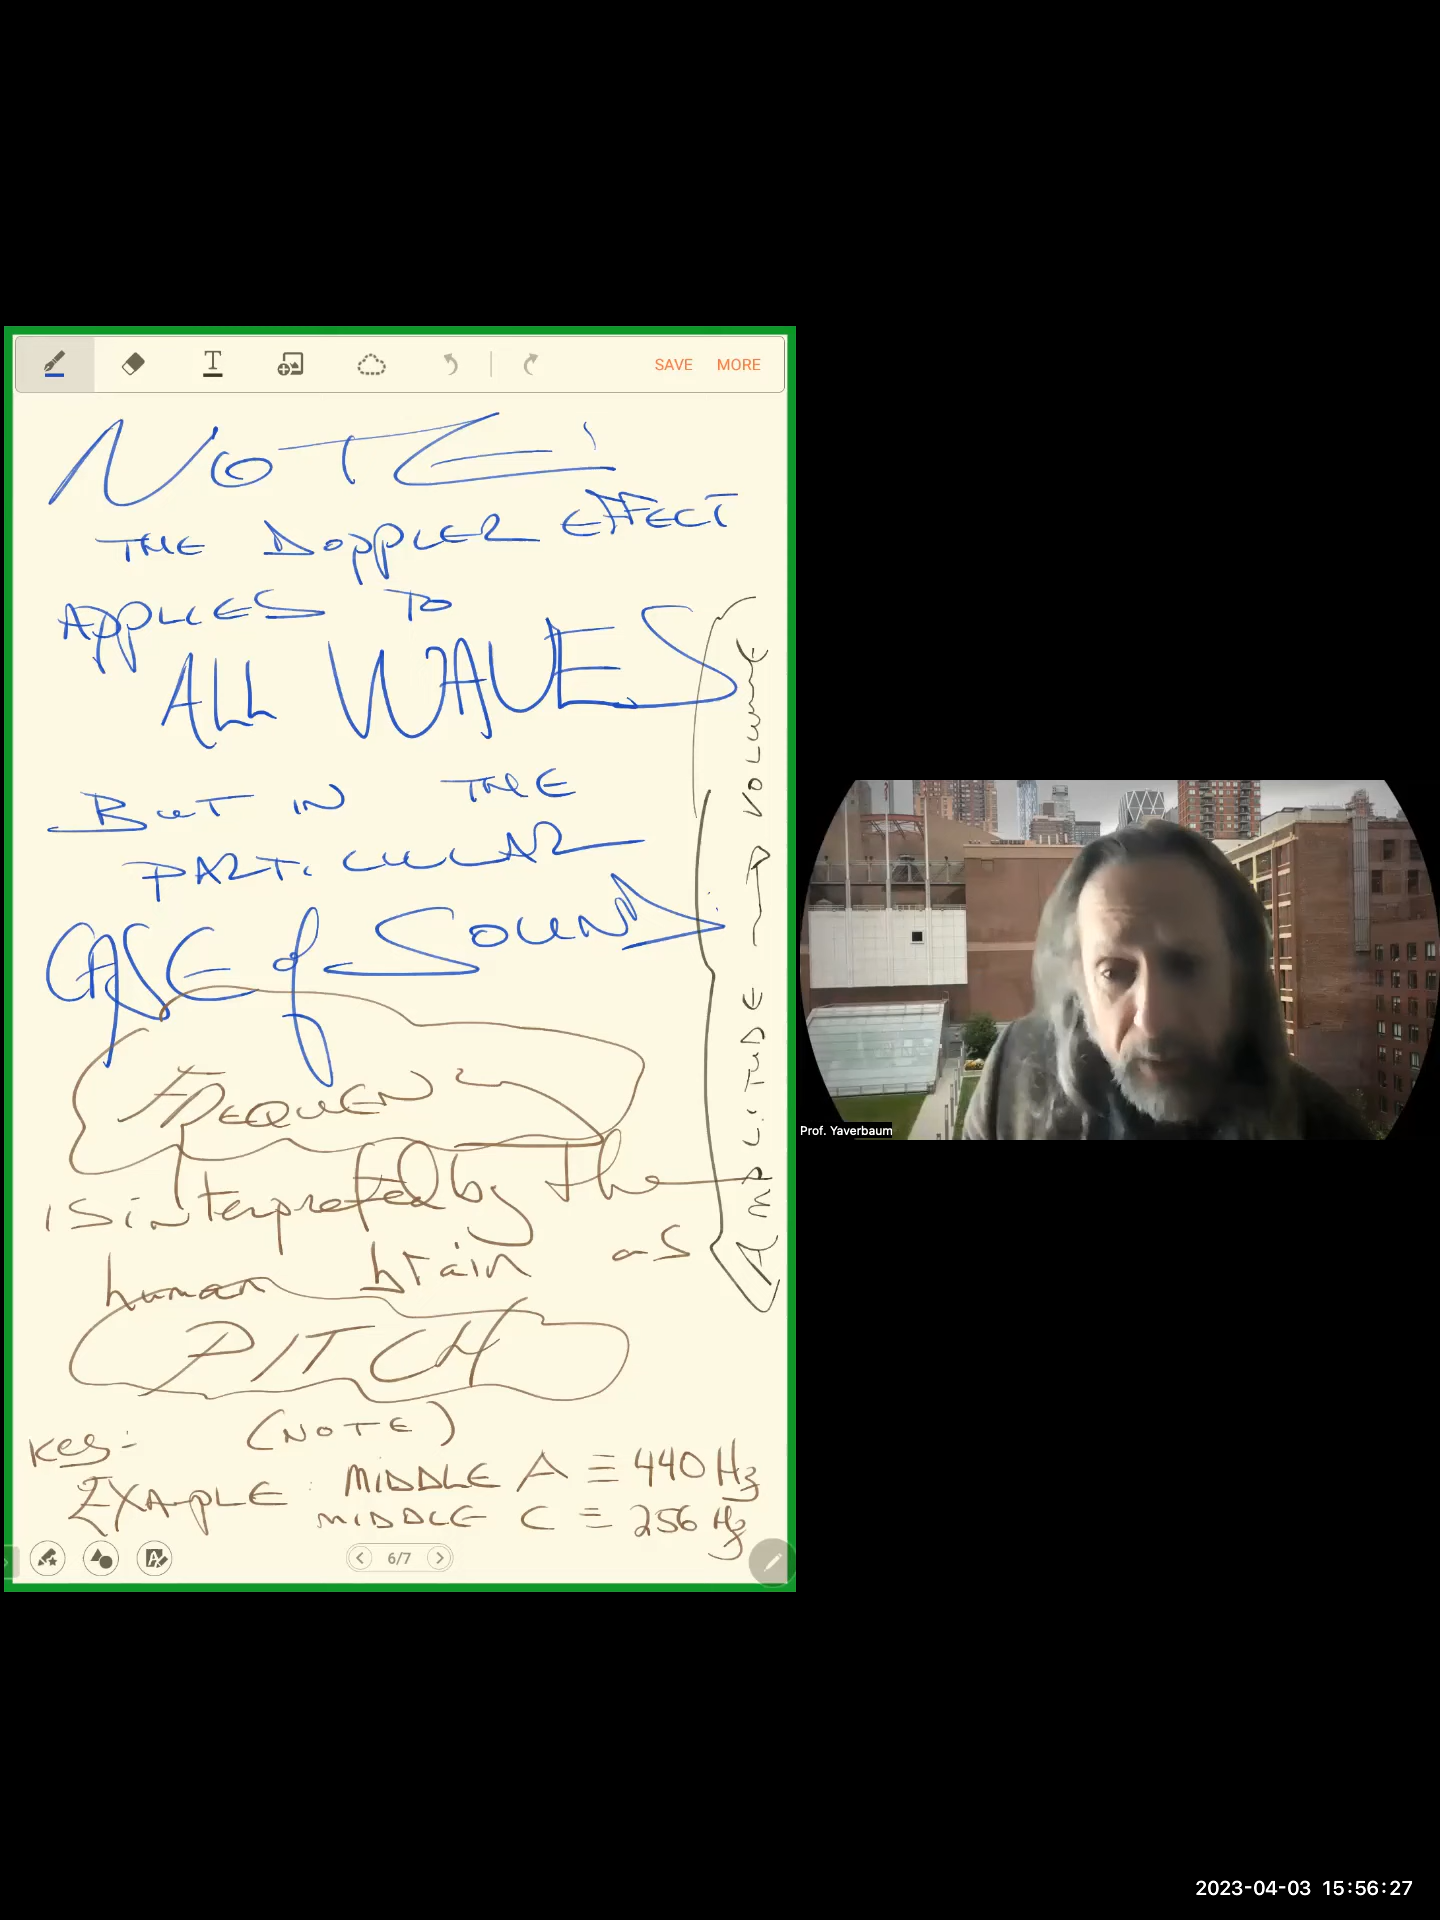 SAVE MORE
NOTE:
THE DOPPLER EFFECT
APPLIES TO
ALL WAVES
BUT IN THE
PARTICULAR
CASE of SOUND
FREQUENCY
is interpreted by the
human brain as
PITCH
(NOTE)
Key:
EXAMPLE: MIDDLE A ≡ 440 Hz
MIDDLE C ≡ 256 Hz
AMPLITUDE → VOLUME
6/7
Prof. Yaverbaum
2023-04-03 15:56:27